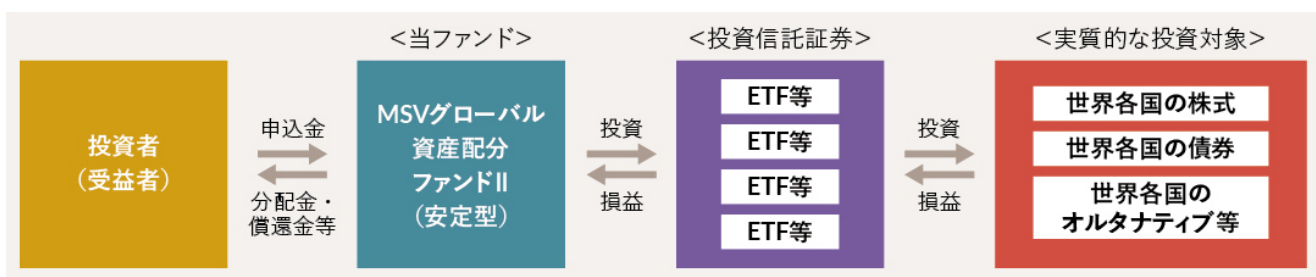 <当ファンド>
<投資信託証券>
<実質的な投資対象>
投資者
（受益者）
申込金
分配金・
償還金等
MSVグローバル
資産配分
ファンドⅡ
（安定型）
投資
損益
ETF等
ETF等
ETF等
ETF等
投資
損益
世界各国の株式
世界各国の債券
世界各国の
オルタナティブ等